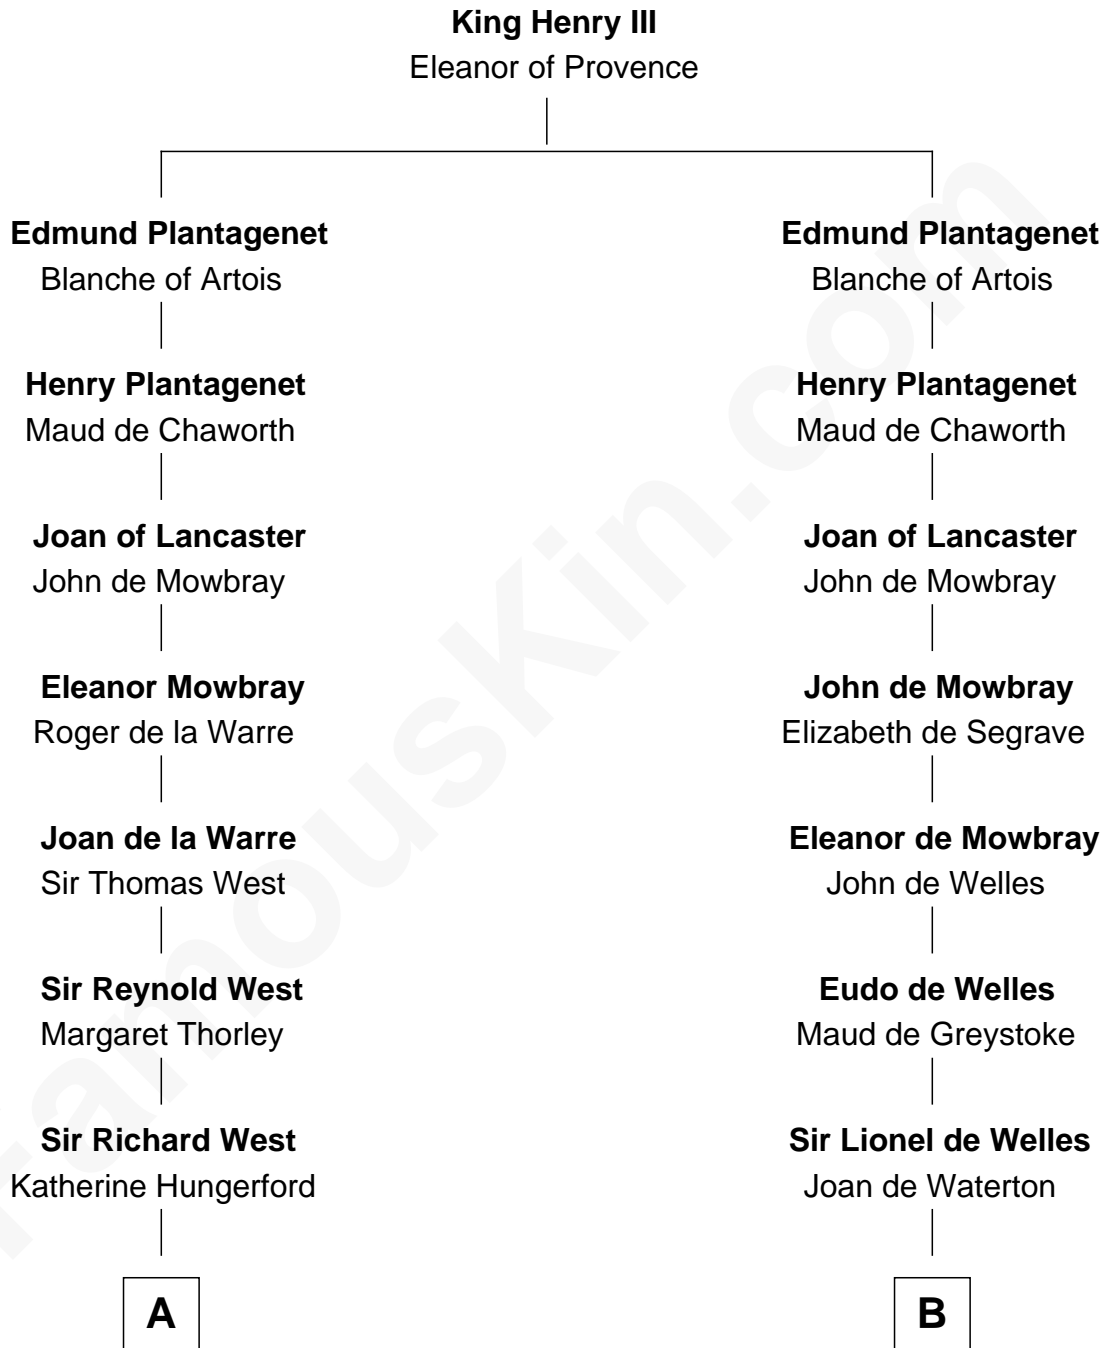 King Henry III
Eleanor of Provence
Edmund Plantagenet
Blanche of Artois
Henry Plantagenet
Maud de Chaworth
Joan of Lancaster
John de Mowbray
Eleanor Mowbray
Roger de la Warre
Joan de la Warre
Sir Thomas West
Sir Reynold West
Margaret Thorley
Sir Richard West
Katherine Hungerford
A
Edmund Plantagenet
Blanche of Artois
Henry Plantagenet
Maud de Chaworth
Joan of Lancaster
John de Mowbray
John de Mowbray
Elizabeth de Segrave
Eleanor de Mowbray
John de Welles
Eudo de Welles
Maud de Greystoke
Sir Lionel de Welles
Joan de Waterton
B
FamousKin.com